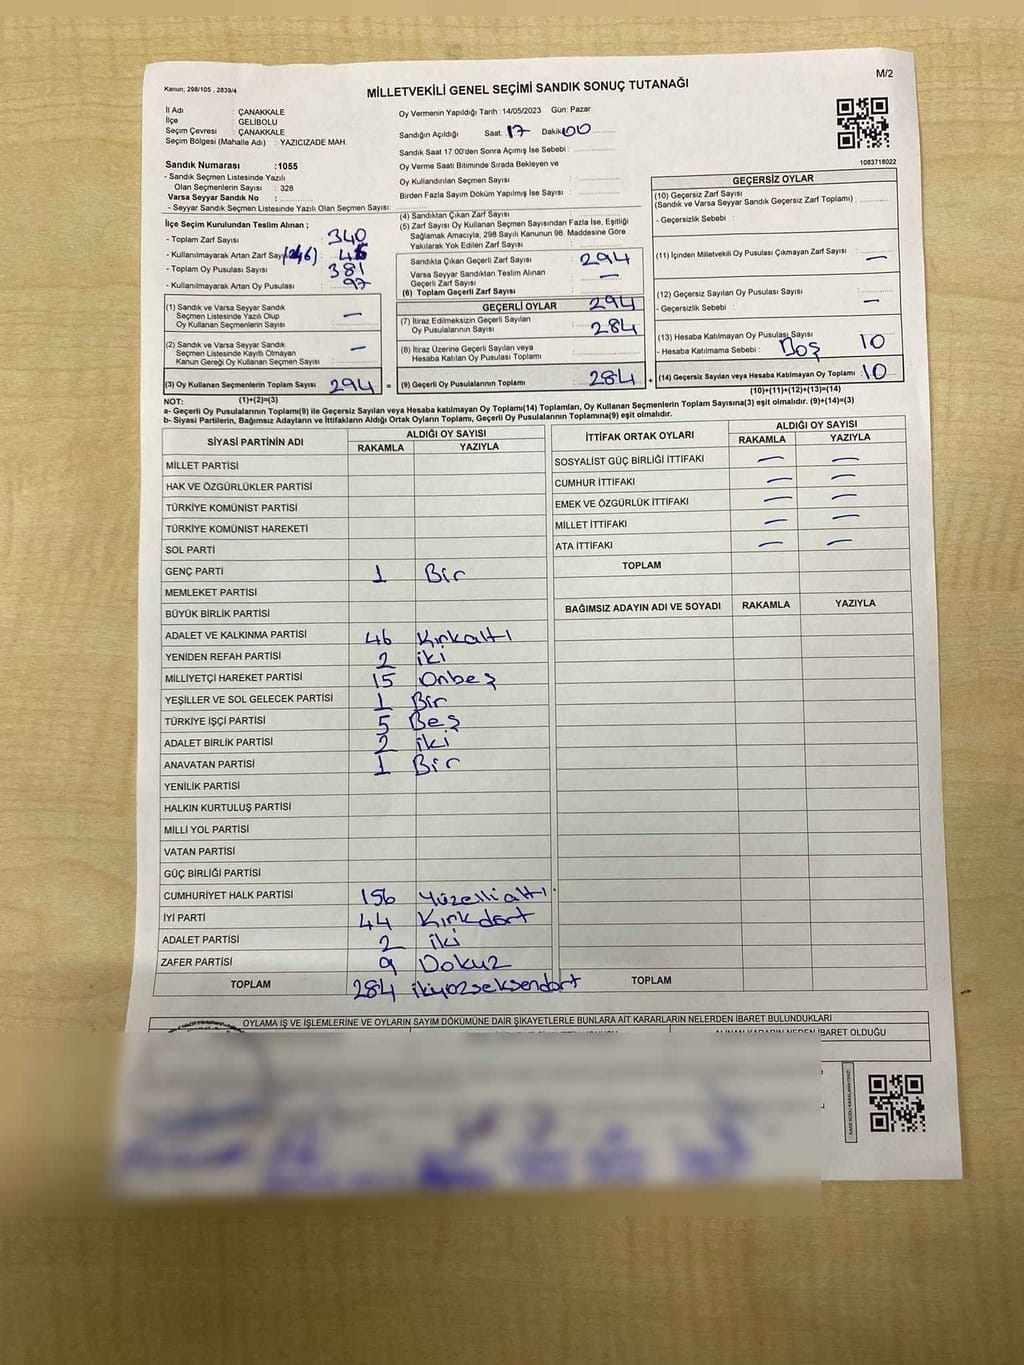 Kanun; 298/105 , 2839/4
MİLLETVEKİLİ GENEL SEÇİMİ SANDIK SONUÇ TUTANAĞI
M/2
İl Adı : ÇANAKKALE
İlçe : GELİBOLU
Seçim Çevresi : ÇANAKKALE
Seçim Bölgesi (Mahalle Adı) : YAZICIZADE MAH.
Sandık Numarası :1055
- Sandık Seçmen Listesinde Yazılı
Olan Seçmenlerin Sayısı : 328
Varsa Seyyar Sandık No :
- Seyyar Sandık Seçmen Listesinde Yazılı Olan Seçmen Sayısı:
Oy Vermenin Yapıldığı Tarih :14/05/2023 Gün: Pazar
Sandığın Açıldığı Saat: 17 Dakika: 00
Sandık Saat 17.00'den Sonra Açımış İse Sebebi :
Oy Verme Saati Bitiminde Sırada Bekleyen ve
Oy Kullandırılan Seçmen Sayısı :
Birden Fazla Sayım Döküm Yapılmış İse Sayısı :
1083718022
İlçe Seçim Kurulundan Teslim Alınan ;
- Toplam Zarf Sayısı : 340
- Kullanılmayarak Artan Zarf Sayısı (46) :
- Toplam Oy Pusulası Sayısı : 381
- Kullanılmayarak Artan Oy Pusulası : 97
(1) Sandık ve Varsa Seyyar Sandık
Seçmen Listesinde Yazılı Olup
Oy Kullanan Seçmenlerin Sayısı : —
(2) Sandık ve Varsa Seyyar Sandık
Seçmen Listesinde Kayıtlı Olmayan
Kanun Gereği Oy Kullanan Seçmen Sayısı : —
(3) Oy Kullanan Seçmenlerin Toplam Sayısı : 294 =
(4) Sandıktan Çıkan Zarf Sayısı :
(5) Zarf Sayısı Oy Kullanan Seçmen Sayısından Fazla İse, Eşitliği
Sağlamak Amacıyla, 298 Sayılı Kanunun 98. Maddesine Göre
Yakılarak Yok Edilen Zarf Sayısı :
Sandıkta Çıkan Geçerli Zarf Sayısı : 294
Varsa Seyyar Sandıktan Teslim Alınan
Geçerli Zarf Sayısı : —
(6) Toplam Geçerli Zarf Sayısı : 294
GEÇERLİ OYLAR
(7) İtiraz Edilmeksizin Geçerli Sayılan
Oy Pusulalarının Sayısı : 284
(8) İtiraz Üzerine Geçerli Sayılan veya
Hesaba Katılan Oy Pusulası Toplamı :
(9) Geçerli Oy Pusulalarının Toplamı : 284 +
GEÇERSİZ OYLAR
(10) Geçersiz Zarf Sayısı
(Sandık ve Varsa Seyyar Sandık Geçersiz Zarf Toplamı) :
- Geçersizlik Sebebi :
(11) İçinden Milletvekili Oy Pusulası Çıkmayan Zarf Sayısı : —
(12) Geçersiz Sayılan Oy Pusulası Sayısı :
- Geçersizlik Sebebi : —
(13) Hesaba Katılmayan Oy Pusulası Sayısı :
- Hesaba Katılmama Sebebi : Boş 10
(14) Geçersiz Sayılan veya Hesaba Katılmayan Oy Toplamı : 10
(10)+(11)+(12)+(13)=(14)
NOT: (1)+(2)=(3)
a- Geçerli Oy Pusulalarının Toplamı(9) ile Geçersiz Sayılan veya Hesaba katılmayan Oy Toplamı(14) Toplamları, Oy Kullanan Seçmenlerin Toplam Sayısına(3) eşit olmalıdır. (9)+(14)=(3)
b- Siyasi Partilerin, Bağımsız Adayların ve İttifakların Aldığı Ortak Oyların Toplamı, Geçerli Oy Pusulalarının Toplamına(9) eşit olmalıdır.
SİYASİ PARTİNİN ADI ALDIĞI OY SAYISI
RAKAMLA YAZIYLA
MİLLET PARTİSİ
HAK VE ÖZGÜRLÜKLER PARTİSİ
TÜRKİYE KOMÜNİST PARTİSİ
TÜRKİYE KOMÜNİST HAREKETİ
SOL PARTİ
GENÇ PARTİ 1 Bir
MEMLEKET PARTİSİ
BÜYÜK BİRLİK PARTİSİ
ADALET VE KALKINMA PARTİSİ 46 Kırkaltı
YENİDEN REFAH PARTİSİ 2 iki
MİLLİYETÇİ HAREKET PARTİSİ 15 Onbeş
YEŞİLLER VE SOL GELECEK PARTİSİ 1 Bir
TÜRKİYE İŞÇİ PARTİSİ 5 Beş
ADALET BİRLİK PARTİSİ 2 iki
ANAVATAN PARTİSİ 1 Bir
YENİLİK PARTİSİ
HALKIN KURTULUŞ PARTİSİ
MİLLİ YOL PARTİSİ
VATAN PARTİSİ
GÜÇ BİRLİĞİ PARTİSİ
CUMHURİYET HALK PARTİSİ 156 Yüzelli altı
İYİ PARTİ 44 Kırkdört
ADALET PARTİSİ 2 iki
ZAFER PARTİSİ 9 Dokuz
TOPLAM 284 ikiyüzseksendört
İTTİFAK ORTAK OYLARI ALDIĞI OY SAYISI
RAKAMLA YAZIYLA
SOSYALİST GÜÇ BİRLİĞİ İTTİFAKI — —
CUMHUR İTTİFAKI — —
EMEK VE ÖZGÜRLÜK İTTİFAKI — —
MİLLET İTTİFAKI — —
ATA İTTİFAKI — —
TOPLAM
BAĞIMSIZ ADAYIN ADI VE SOYADI RAKAMLA YAZIYLA
TOPLAM
OYLAMA İŞ VE İŞLEMLERİNE VE OYLARIN SAYIM DÖKÜMÜNE DAİR ŞİKAYETLERLE BUNLARA AİT KARARLARIN NELERDEN İBARET BULUNDUKLARI
ALINAN KARARIN NEDEN İBARET OLDUĞU